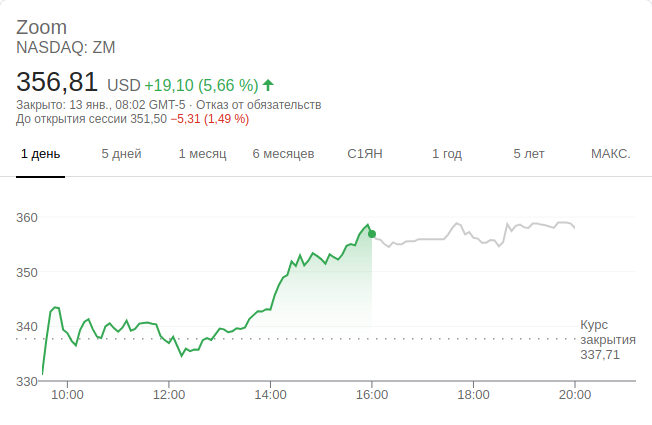 Zoom
NASDAQ: ZM
356,81 USD +19,10 (5,66 %)
Закрыто: 13 янв., 08:02 GMT-5 · Отказ от обязательств
До открытия сессии 351,50 −5,31 (1,49 %)
1 день 5 дней 1 месяц 6 месяцев С1ЯН 1 год 5 лет МАКС.
360
350
340
Курс
закрытия
337,71
330
10:00 12:00 14:00 16:00 18:00 20:00